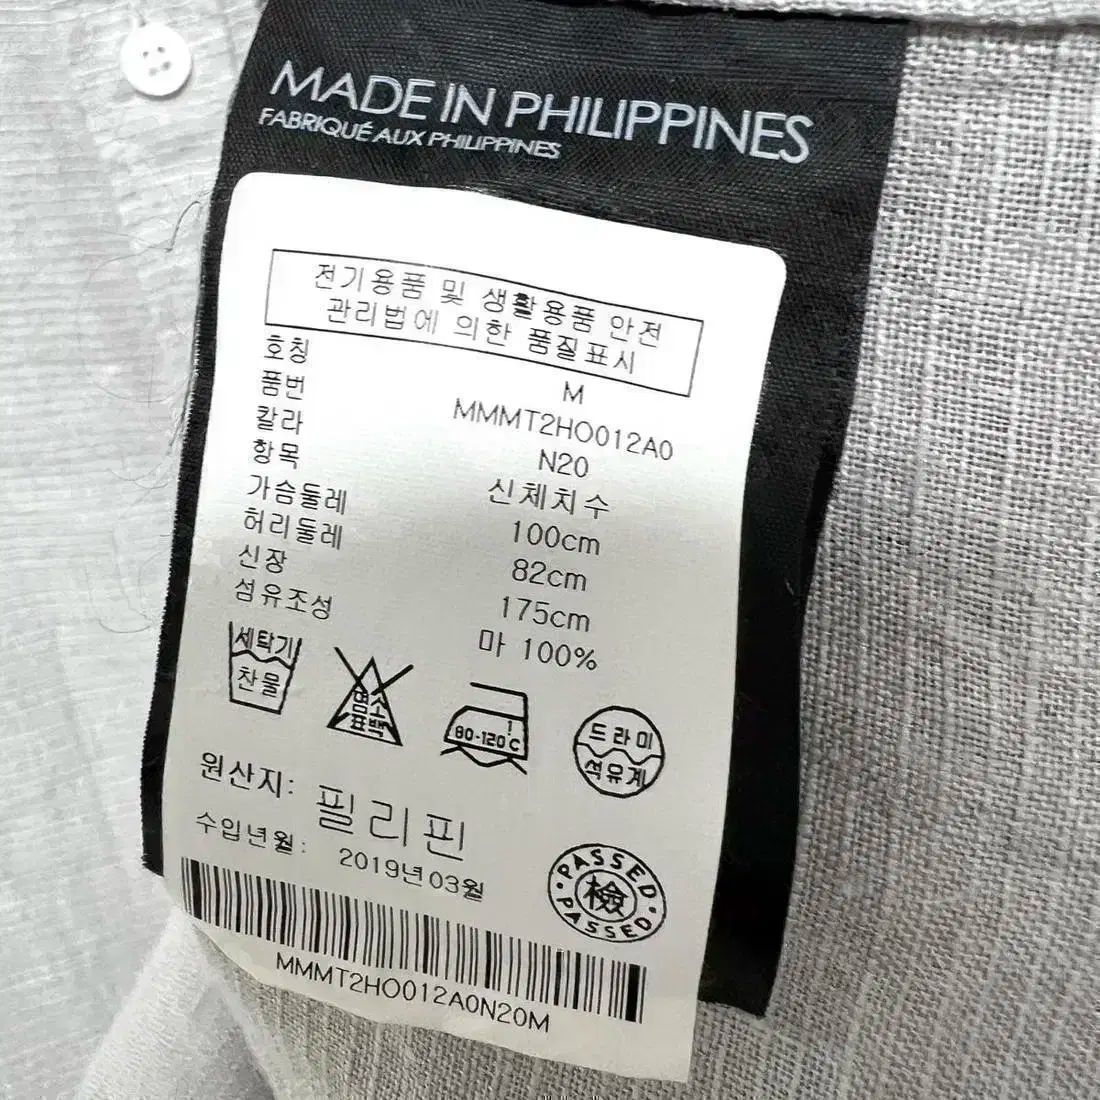 MADE IN PHILIPPINES
FABRIQUÉ AUX PHILIPPINES
전기용품 및 생활용품 안전
관리법에 의한 품질표시
호칭 M
품번 MMMT2HO012A0
칼라 N20
항목 신체치수
가슴둘레 100cm
허리둘레 82cm
신장 175cm
섬유조성 마 100%
세탁기
찬물
염소
표백
80-120°C
드라이
석유계
원산지: 필리핀
수입년월: 2019년 03월
PASSED
檢
PASSED
MMMT2HO012A0N20M